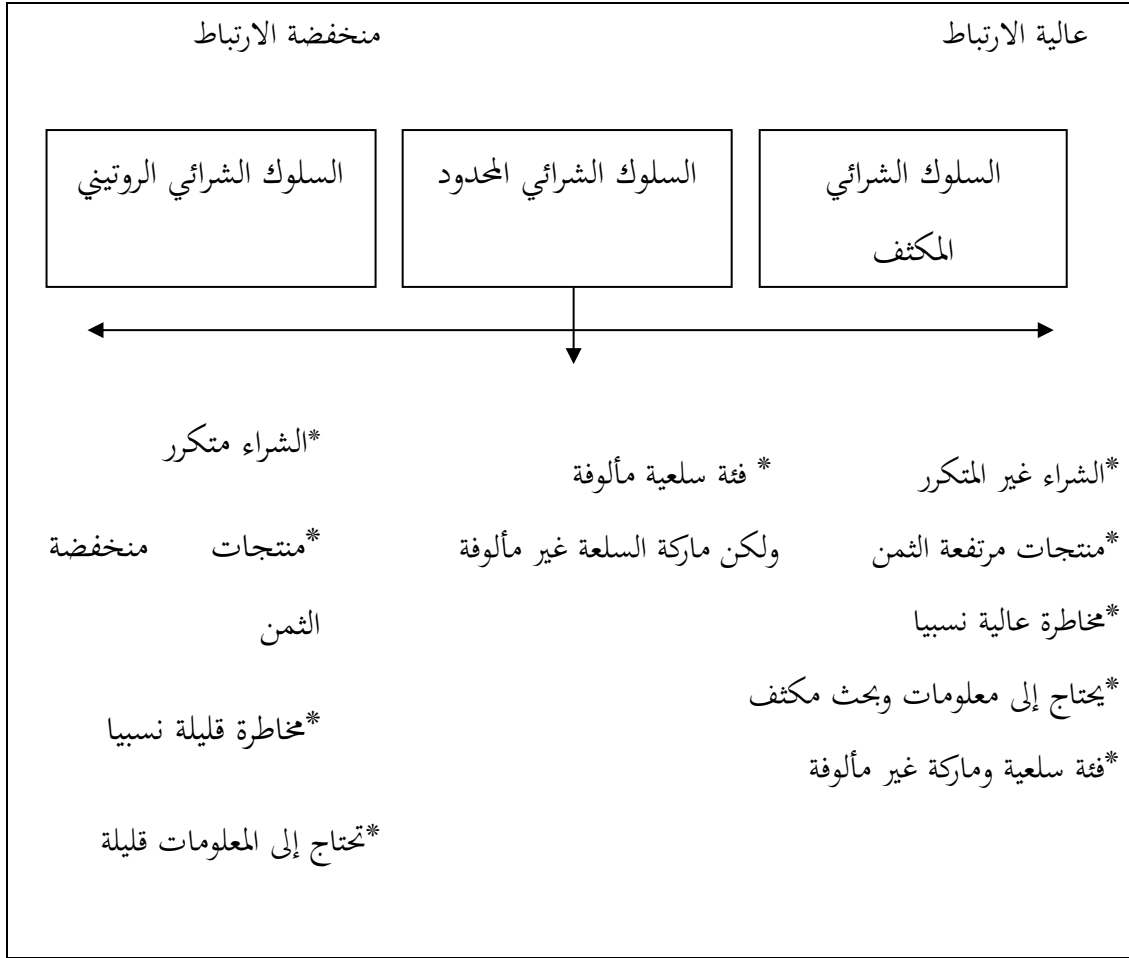 عالية الارتباط
منخفضة الارتباط
السلوك الشرائي
المكثف
السلوك الشرائي المحدود
السلوك الشرائي الروتيني
*الشراء غير المتكرر
*منتجات مرتفعة الثمن
*مخاطرة عالية نسبيا
*يحتاج إلى معلومات وبحث مكثف
*فئة سلعية وماركة غير مألوفة
* فئة سلعية مألوفة
ولكن ماركة السلعة غير مألوفة
*الشراء متكرر
*منتجات منخفضة
الثمن
*مخاطرة قليلة نسبيا
*تحتاج إلى المعلومات قليلة